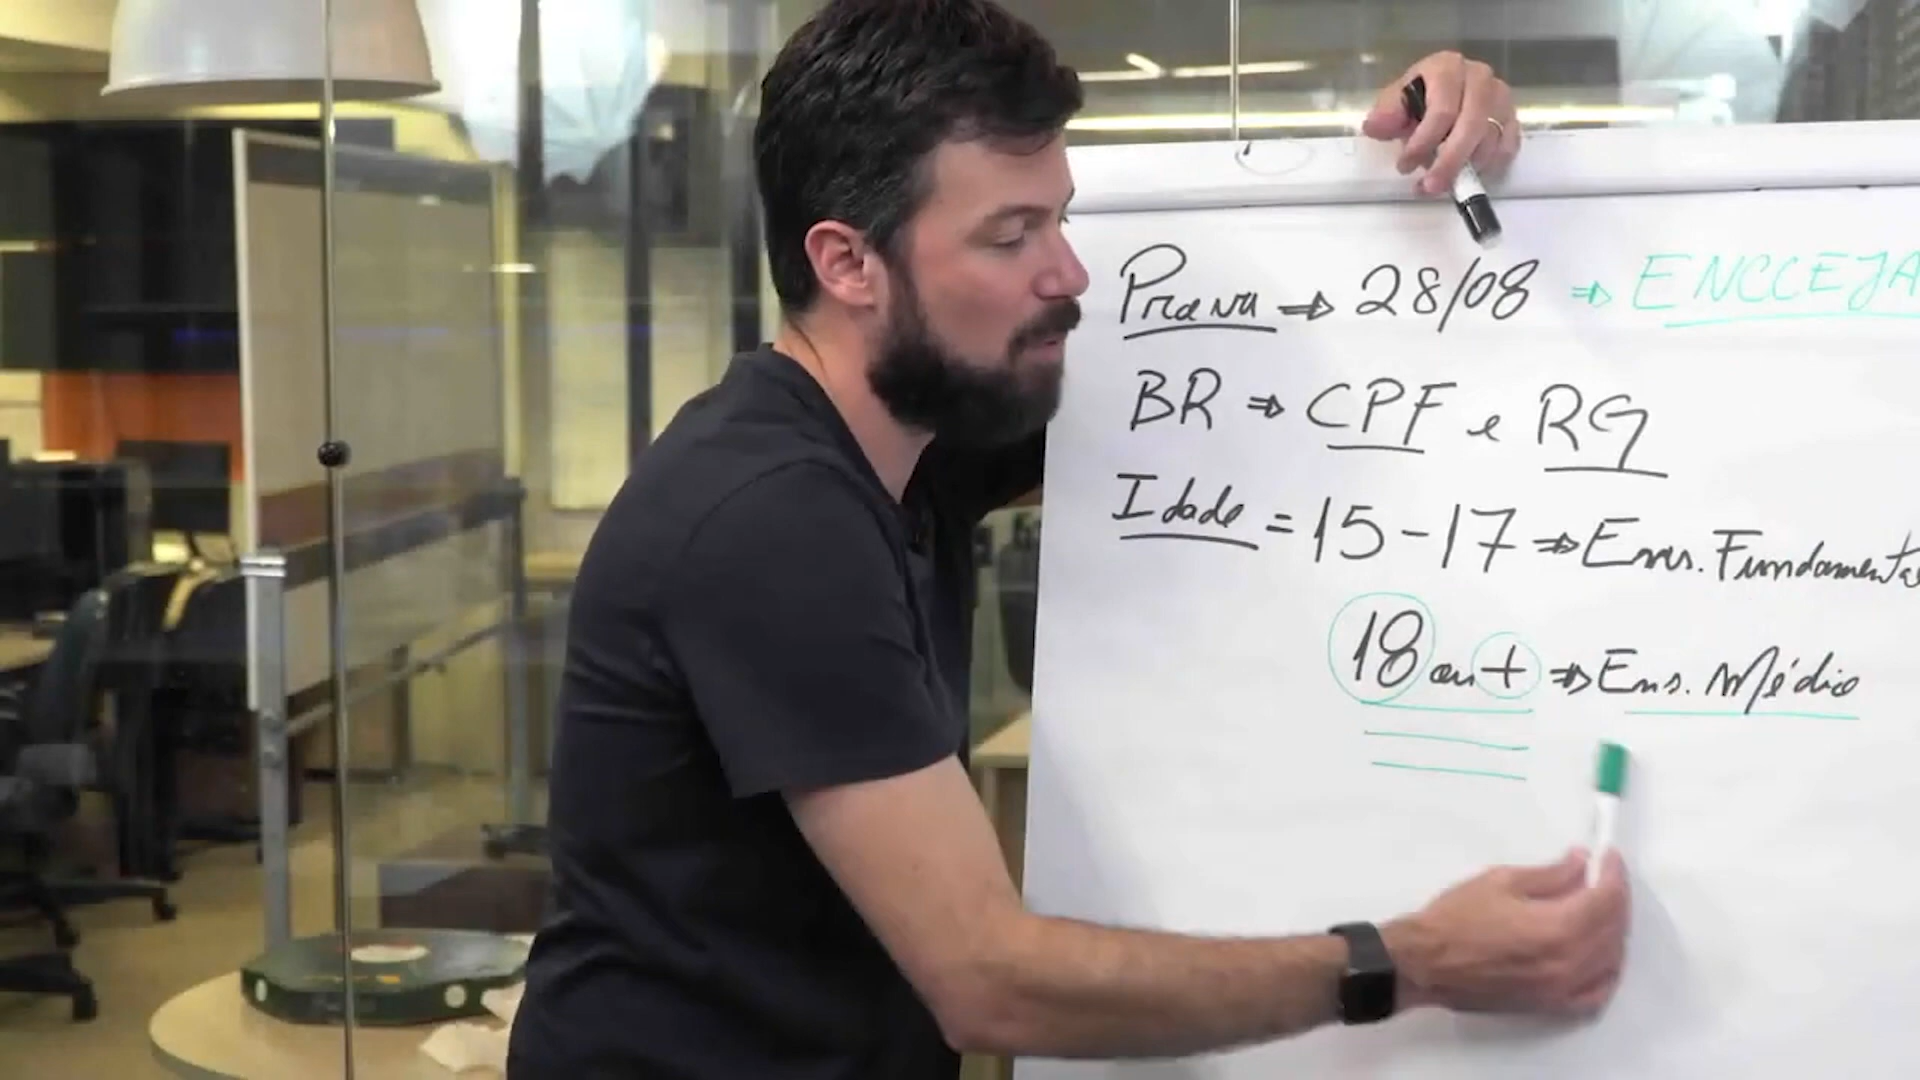 Prova ⇒ 28/08 ⇒ ENCCEJA
BR ⇒ CPF e RG
Idade = 15-17 ⇒ Ens. Fundamenta
18 ou + ⇒ Ens. Médio